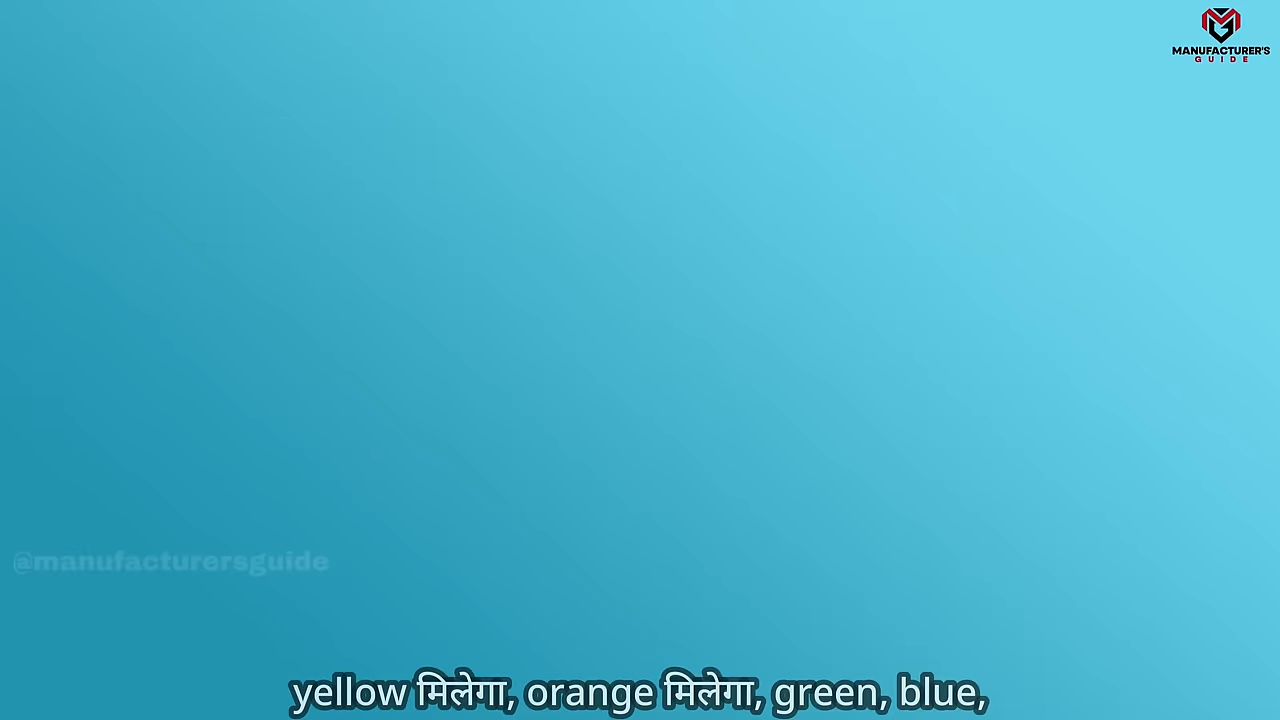 MANUFACTURER'S
GUIDE
@manufacturersguide
yellow मिलेगा, orange मिलेगा, green, blue,